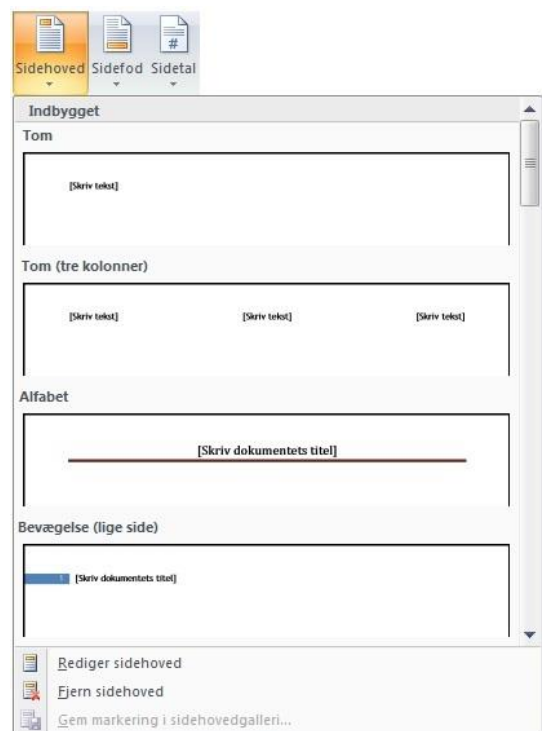 Sidehoved Sidefod Sidetal
Indbygget
Tom
[Skriv tekst]
Tom (tre kolonner)
[Skriv tekst] [Skriv tekst] [Skriv tekst]
Alfabet
[Skriv dokumentets titel]
Bevægelse (lige side)
1 [Skriv dokumentets titel]
Rediger sidehoved
Fjern sidehoved
Gem markering i sidehovedgalleri...